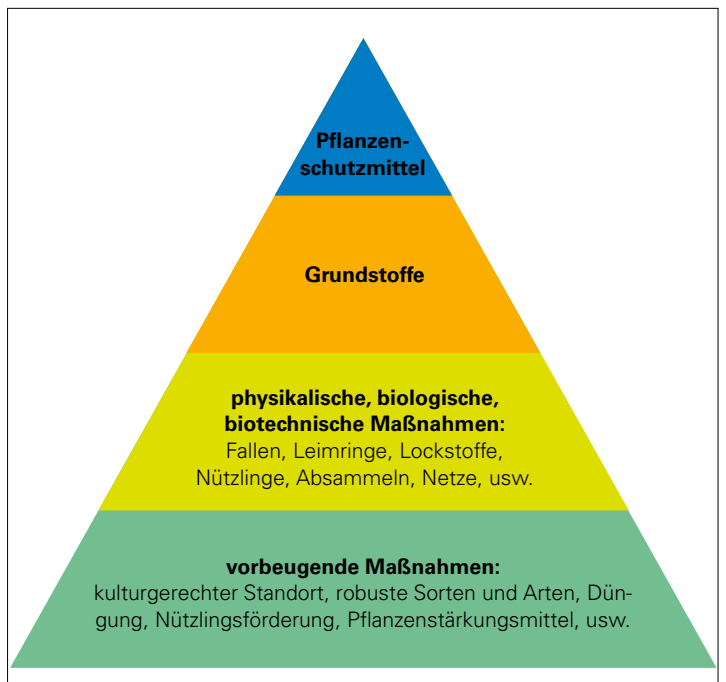 Pflanzen-
schutzmittel
Grundstoffe
physikalische, biologische,
biotechnische Maßnahmen:
Fallen, Leimringe, Lockstoffe,
Nützlinge, Absammeln, Netze, usw.
vorbeugende Maßnahmen:
kulturgerechter Standort, robuste Sorten und Arten, Dün-
gung, Nützlingsförderung, Pflanzenstärkungsmittel, usw.